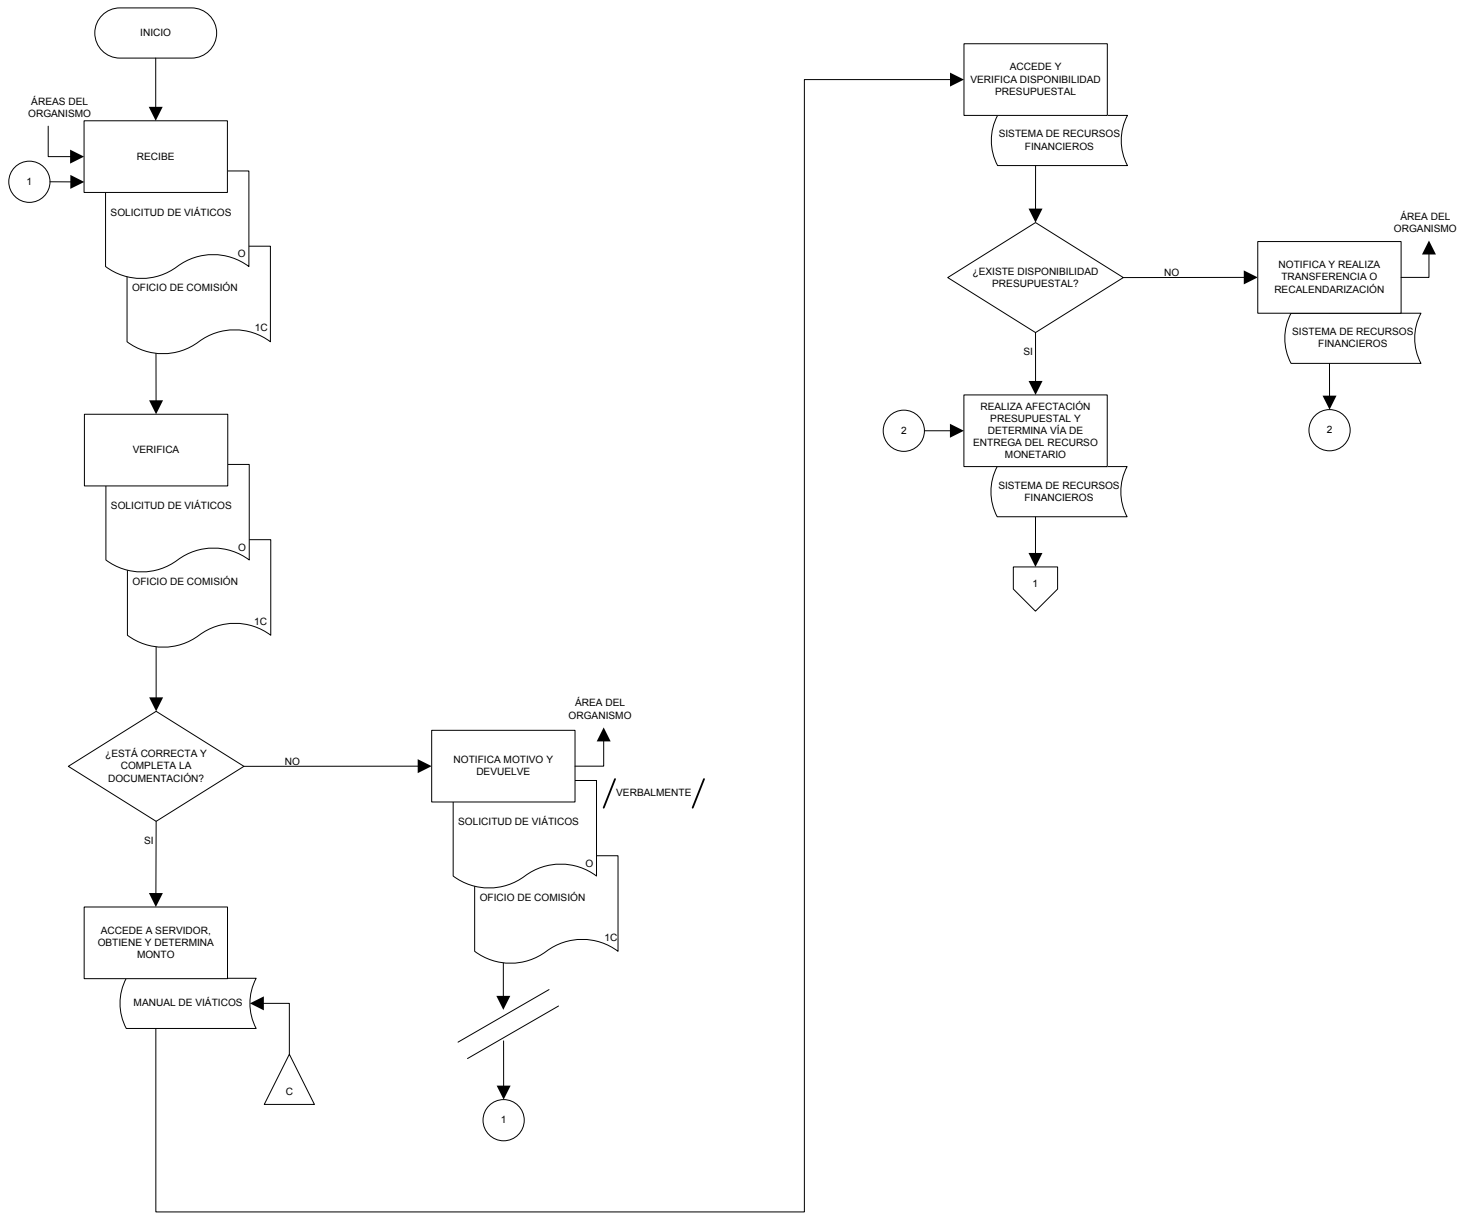 INICIO
ÁREAS DEL
ORGANISMO
RECIBE
1
SOLICITUD DE VIÁTICOS
O
OFICIO DE COMISIÓN
1C
VERIFICA
SOLICITUD DE VIÁTICOS
O
OFICIO DE COMISIÓN
1C
¿ESTÁ CORRECTA Y
COMPLETA LA
DOCUMENTACIÓN?
NO
SI
ÁREA DEL
ORGANISMO
NOTIFICA MOTIVO Y
DEVUELVE
VERBALMENTE
SOLICITUD DE VIÁTICOS
O
OFICIO DE COMISIÓN
1C
1
ACCEDE A SERVIDOR,
OBTIENE Y DETERMINA
MONTO
MANUAL DE VIÁTICOS
C
ACCEDE Y
VERIFICA DISPONIBILIDAD
PRESUPUESTAL
SISTEMA DE RECURSOS
FINANCIEROS
¿EXISTE DISPONIBILIDAD
PRESUPUESTAL?
NO
SI
ÁREA DEL
ORGANISMO
NOTIFICA Y REALIZA
TRANSFERENCIA O
RECALENDARIZACIÓN
SISTEMA DE RECURSOS
FINANCIEROS
2
2
REALIZA AFECTACIÓN
PRESUPUESTAL Y
DETERMINA VÍA DE
ENTREGA DEL RECURSO
MONETARIO
SISTEMA DE RECURSOS
FINANCIEROS
1